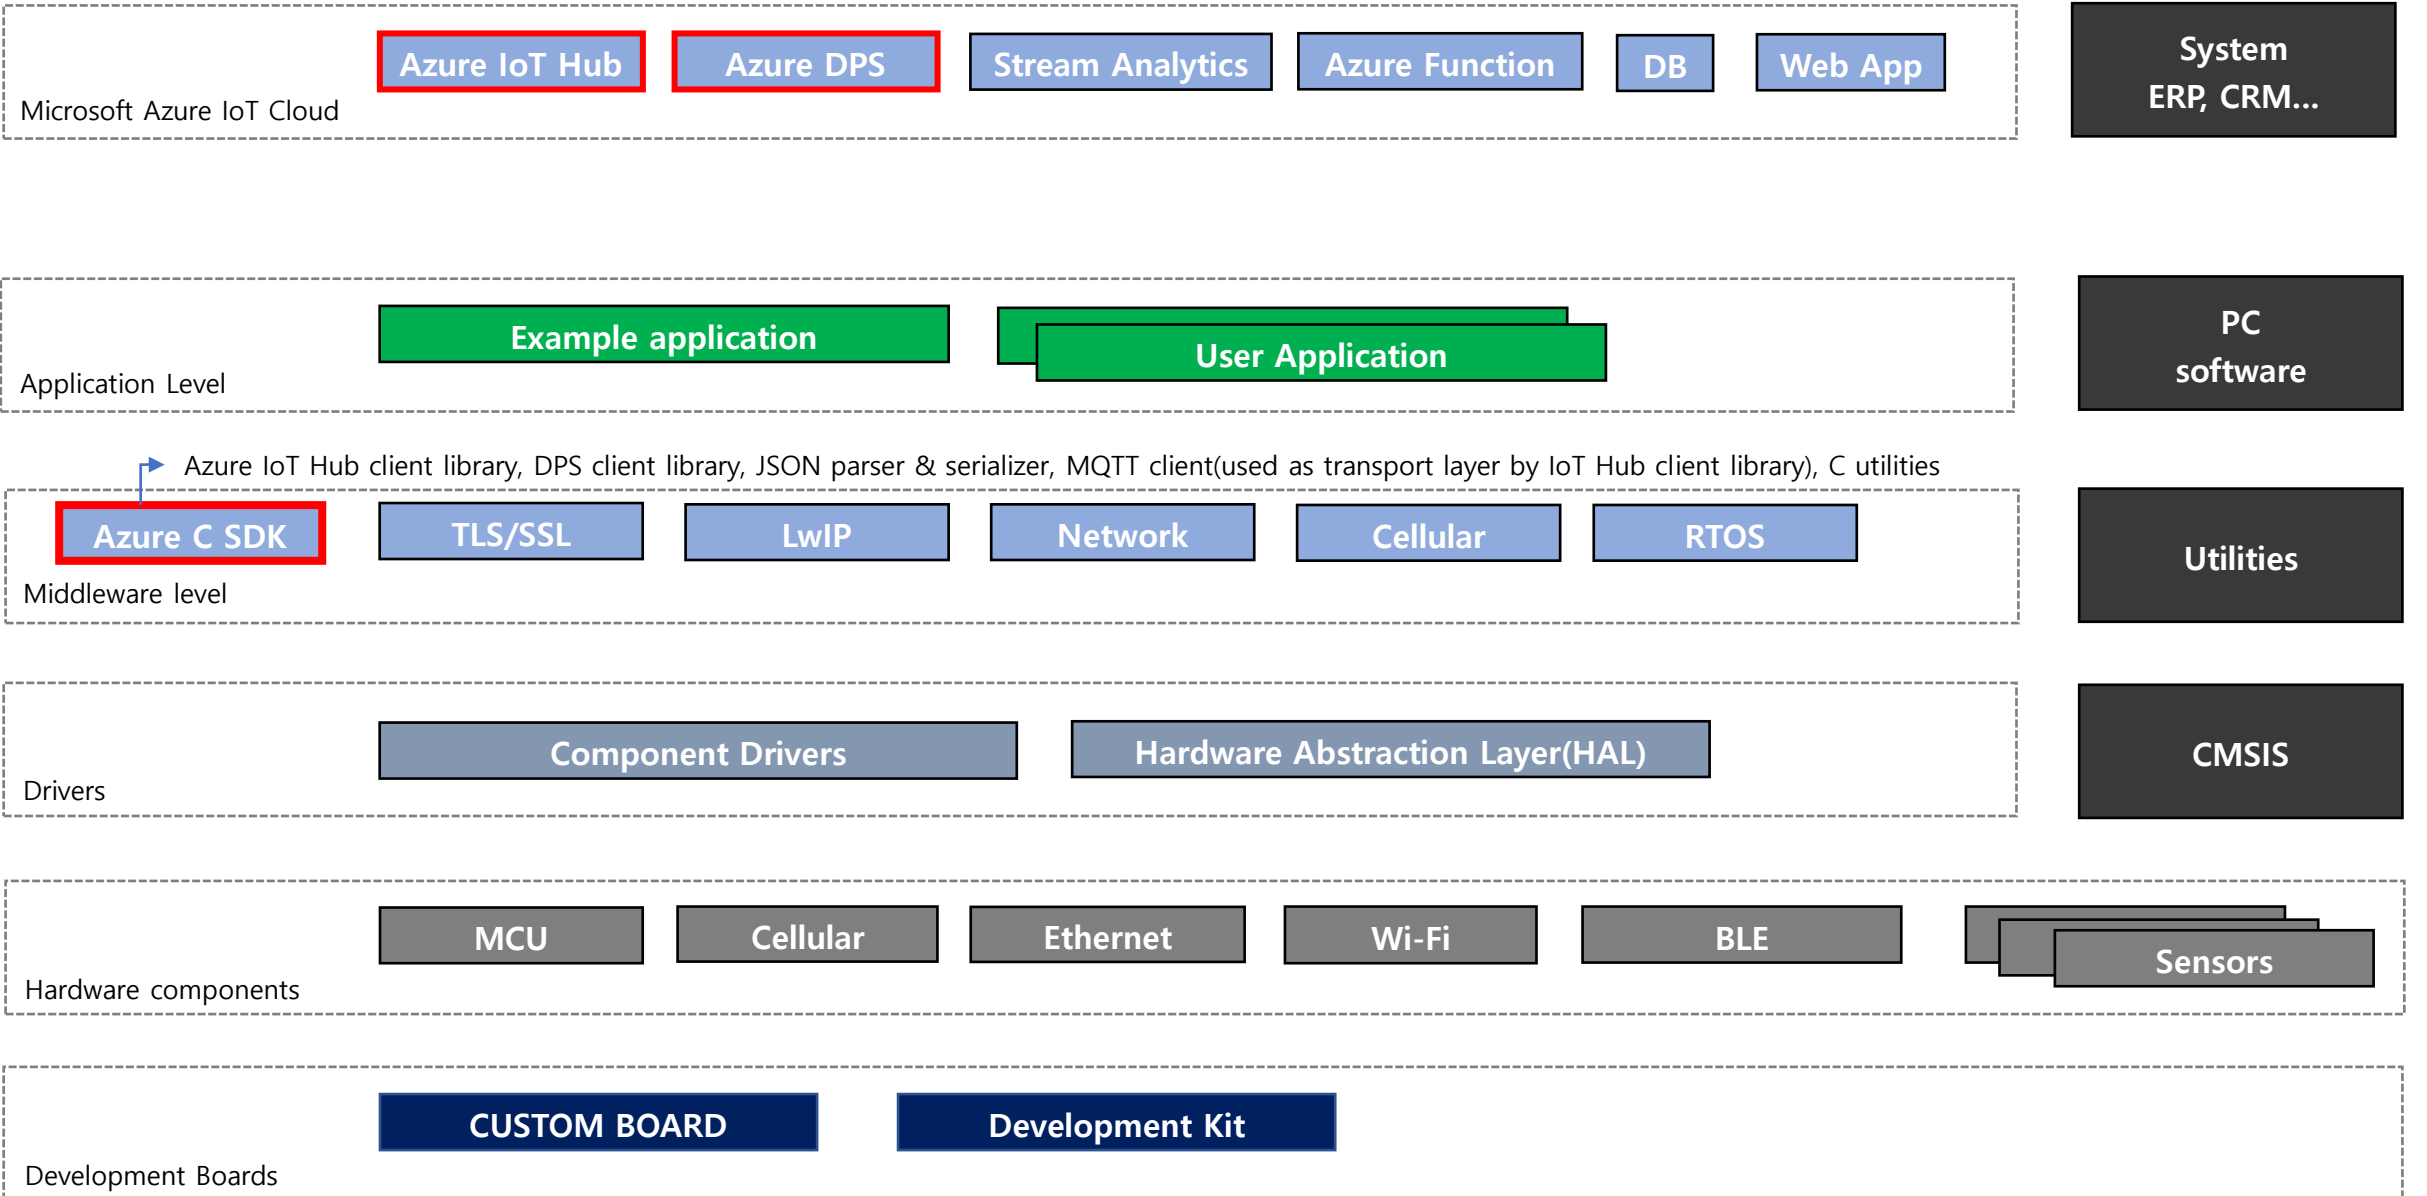 Azure IoT Hub
Azure DPS
Stream Analytics
Azure Function
DB
Web App
Microsoft Azure IoT Cloud
System
ERP, CRM...
Example application
User Application
Application Level
PC
software
Azure IoT Hub client library, DPS client library, JSON parser & serializer, MQTT client(used as transport layer by IoT Hub client library), C utilities
Azure C SDK
TLS/SSL
LwIP
Network
Cellular
RTOS
Middleware level
Utilities
Component Drivers
Hardware Abstraction Layer(HAL)
Drivers
CMSIS
MCU
Cellular
Ethernet
Wi-Fi
BLE
Sensors
Hardware components
CUSTOM BOARD
Development Kit
Development Boards